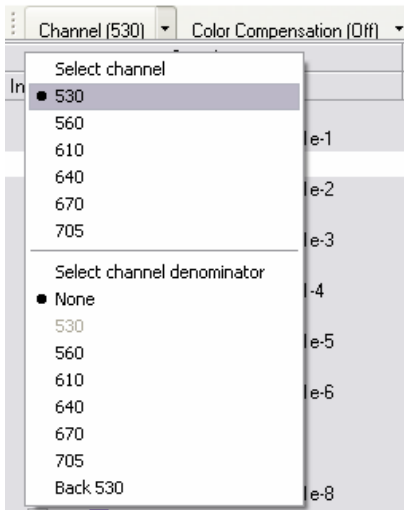 Channel (530) Color Compensation (Off)
Select channel
In
530
560
610
640
670
705
Select channel denominator
None
530
560
610
640
670
705
Back 530
le-1
le-2
le-3
l-4
le-5
le-6
le-8